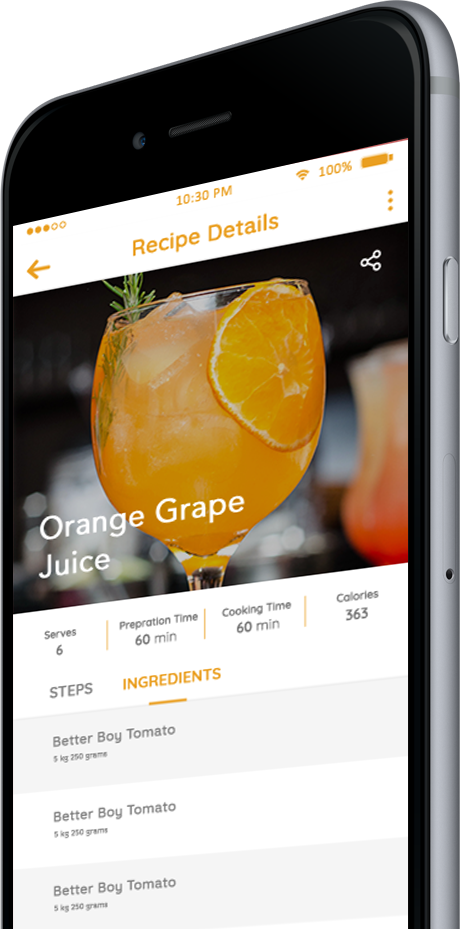 10:30 PM
100%
Recipe Details
Orange Grape
Juice
Serves
6
Prepration Time
60 min
Cooking Time
60 min
Calories
363
STEPS
INGREDIENTS
Better Boy Tomato
5 kg 250 grams
Better Boy Tomato
5 kg 250 grams
Better Boy Tomato
5 kg 250 grams